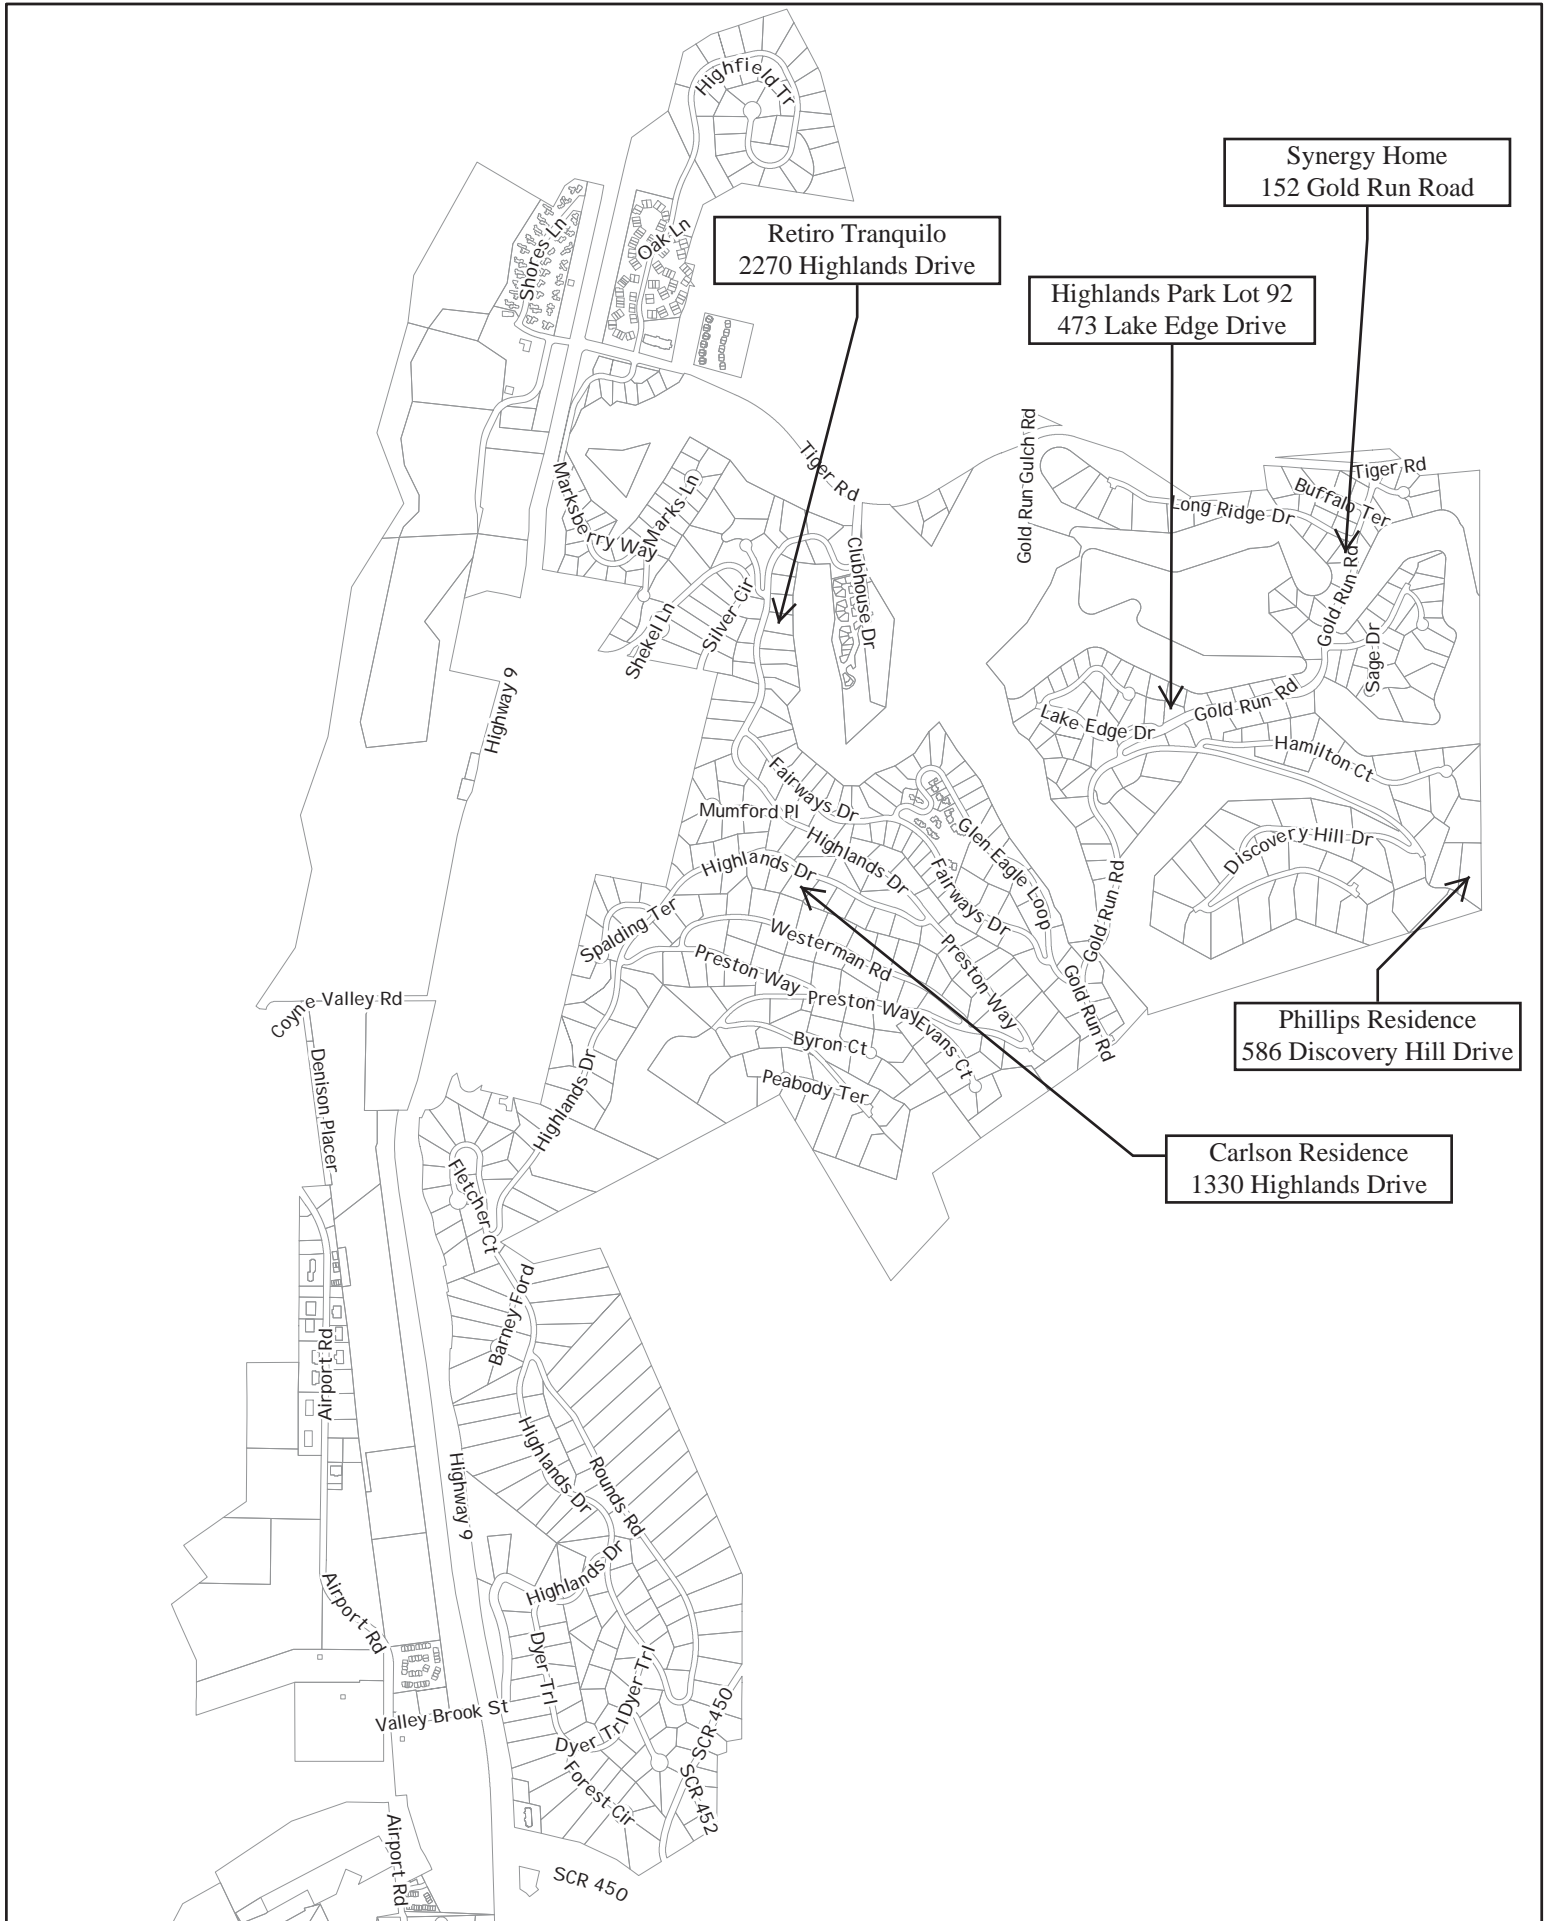 Highfield Tr
Synergy Home
152 Gold Run Road
Shores Ln
Oak Ln
Retiro Tranquilo
2270 Highlands Drive
Highlands Park Lot 92
473 Lake Edge Drive
Tiger Rd
Gold Run Gulch Rd
Tiger Rd
Buffalo Ter
Long Ridge Dr
Marksberry Way
Marks Ln
Clubhouse Dr
Gold Run Rd
Shekel Ln
Silver Cir
Sage Dr
Highway 9
Lake Edge Dr
Gold Run Rd
Hamilton Ct
Fairways Dr
Mumford Pl
Highlands Dr
Highlands Dr
Glen Eagle Loop
Discovery Hill Dr
Fairways Dr
Gold Run Rd
Spalding Ter
Westerman Rd
Preston Way
Preston Way
Preston Way
Gold Run Rd
Coyne Valley Rd
Evans Ct
Byron Ct
Peabody Ter
Phillips Residence
586 Discovery Hill Drive
Denison Placer
Highlands Dr
Carlson Residence
1330 Highlands Drive
Fletcher Ct
Barney Ford
Airport Rd
Highlands Dr
Rounds Rd
Highway 9
Highlands Dr
Airport Rd
Dyer Trl
Dyer Trl
Valley Brook St
Dyer Trl
SCR 450
Forest Cir
SCR 452
Airport Rd
SCR 450